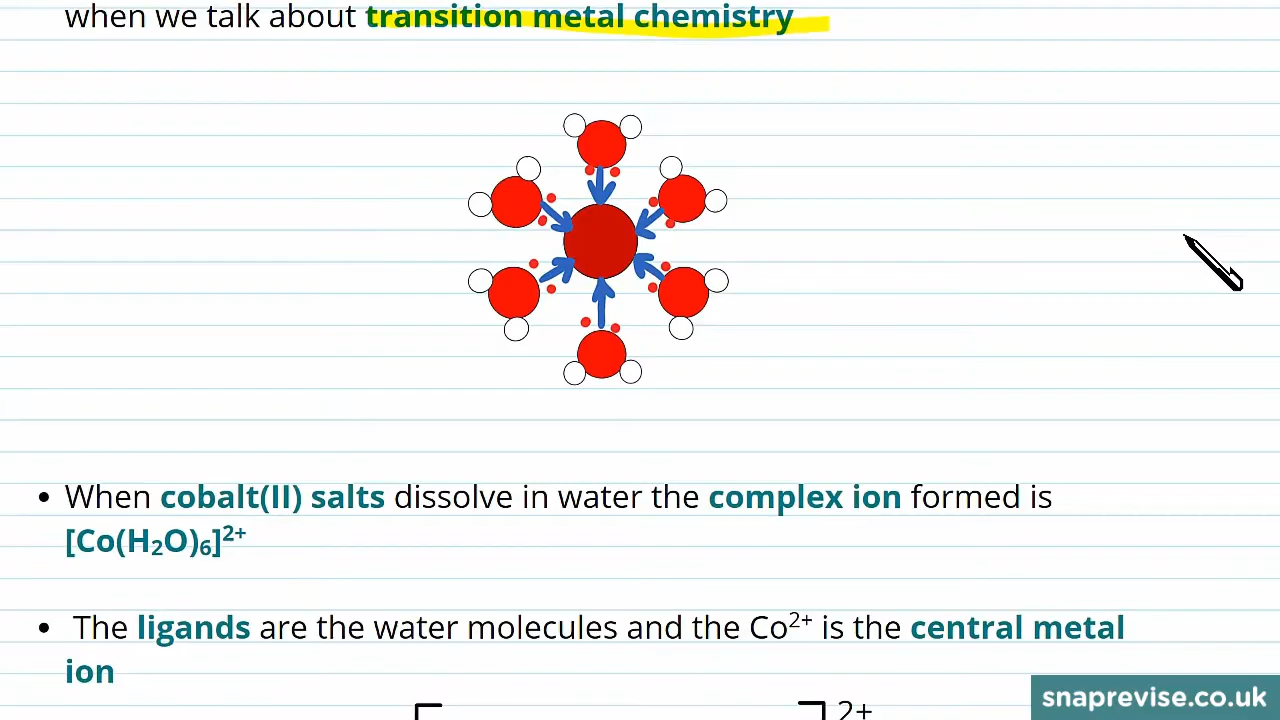 when we talk about transition metal chemistry
• When cobalt(II) salts dissolve in water the complex ion formed is
[Co(H₂O)₆]²⁺
• The ligands are the water molecules and the Co²⁺ is the central metal
ion
2+
snaprevise.co.uk